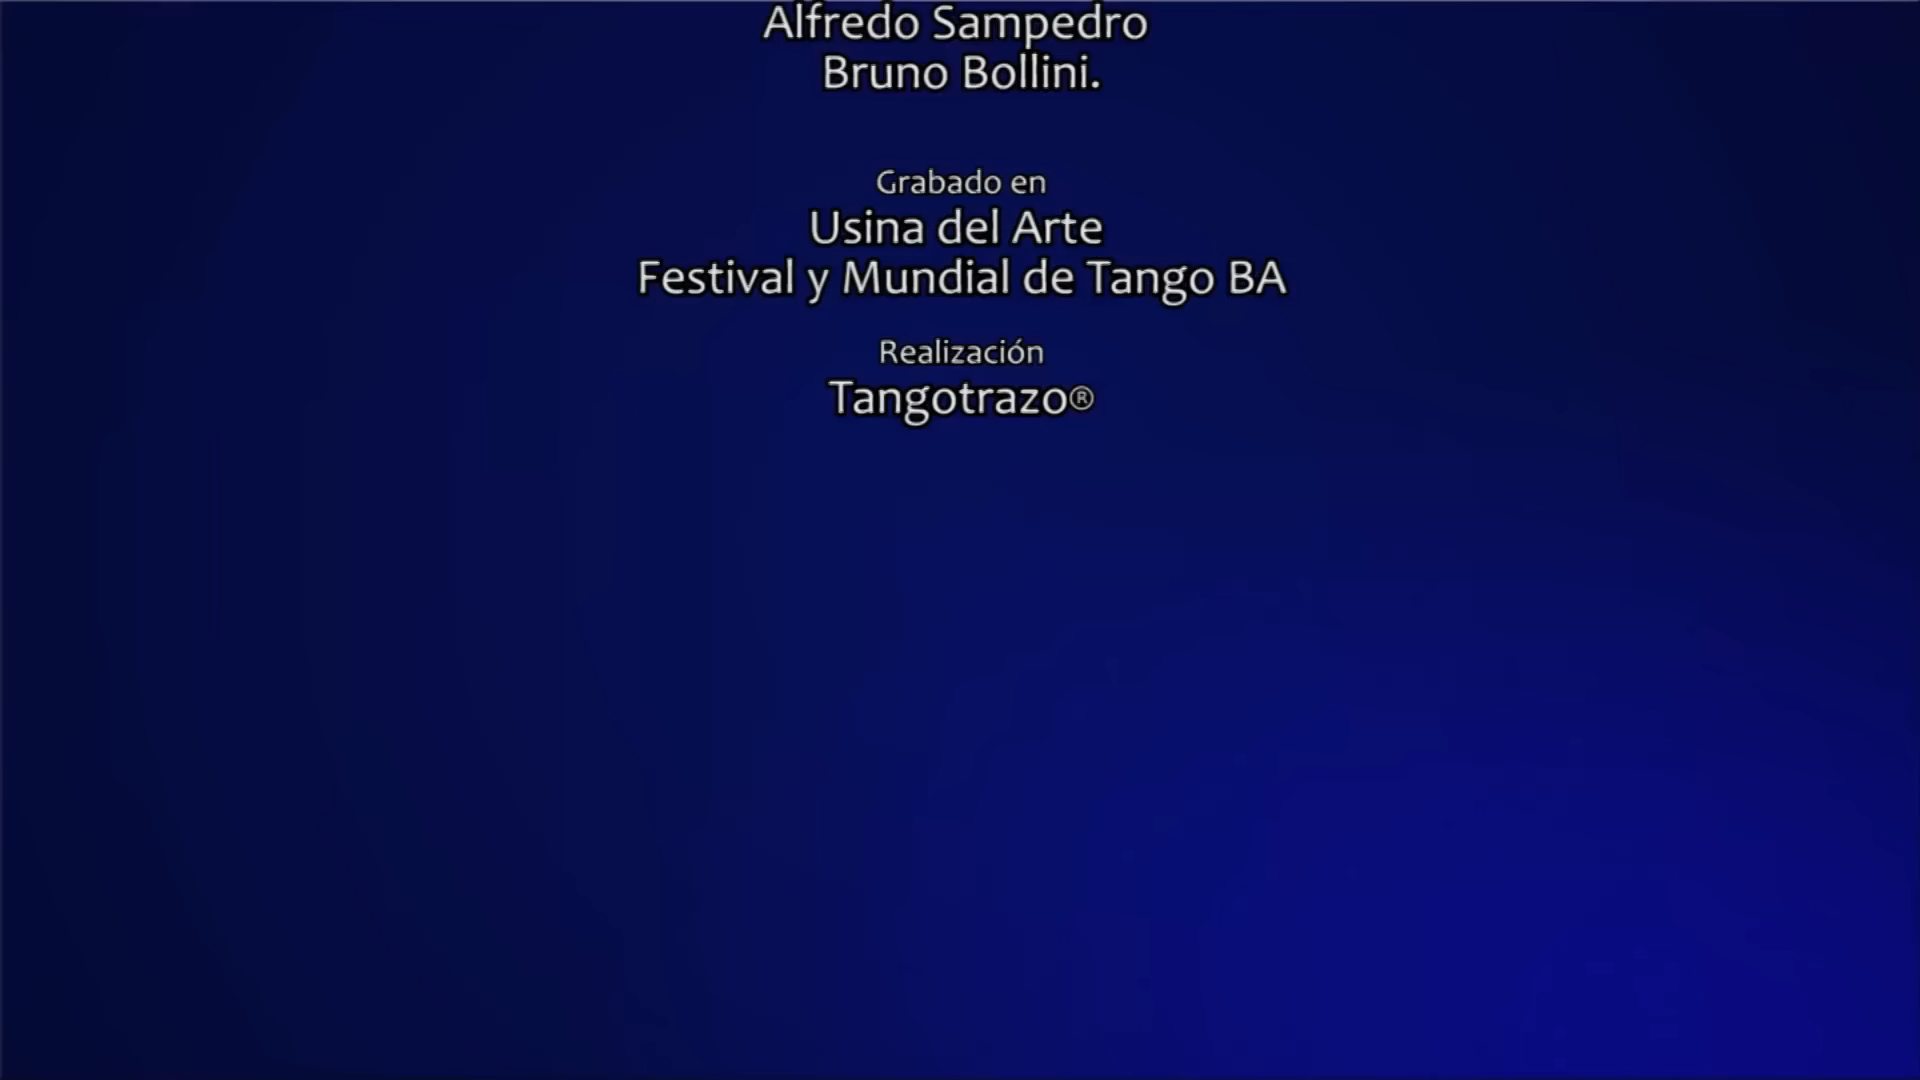 Alfredo Sampedro
Bruno Bollini.
Grabado en
Usina del Arte
Festival y Mundial de Tango BA
Realización
Tangotrazo®